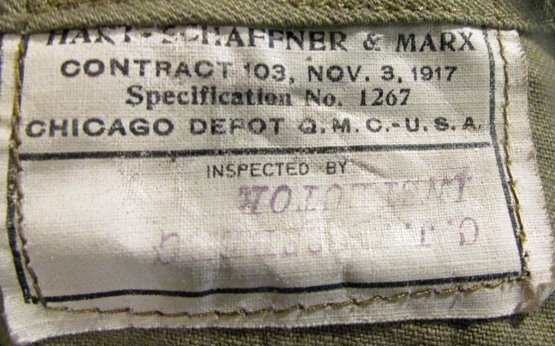 HART-SCHAFFNER & MARX
CONTRACT 103, NOV. 3, 1917
Specification No. 1267
CHICAGO DEPOT Q. M. C.-U. S. A.
INSPECTED BY